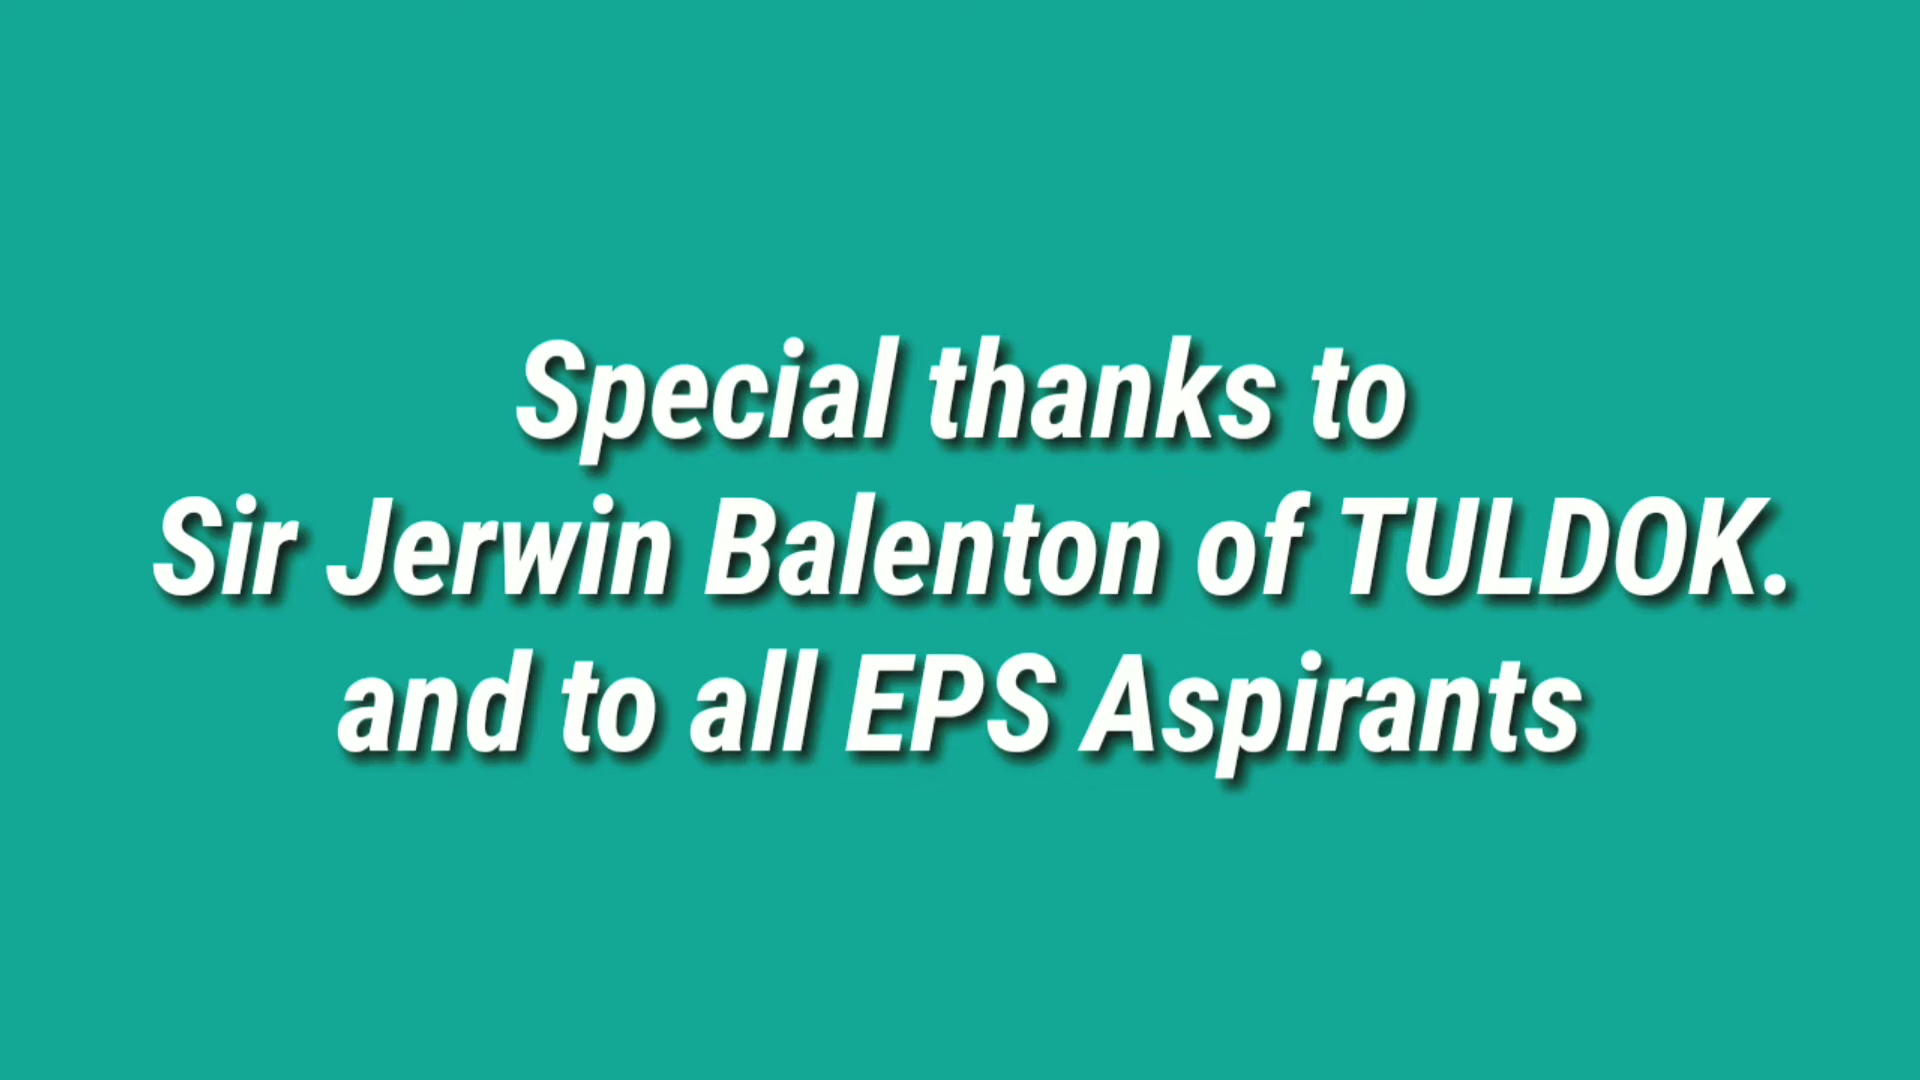 Special thanks to
Sir Jerwin Balenton of TULDOK.
and to all EPS Aspirants